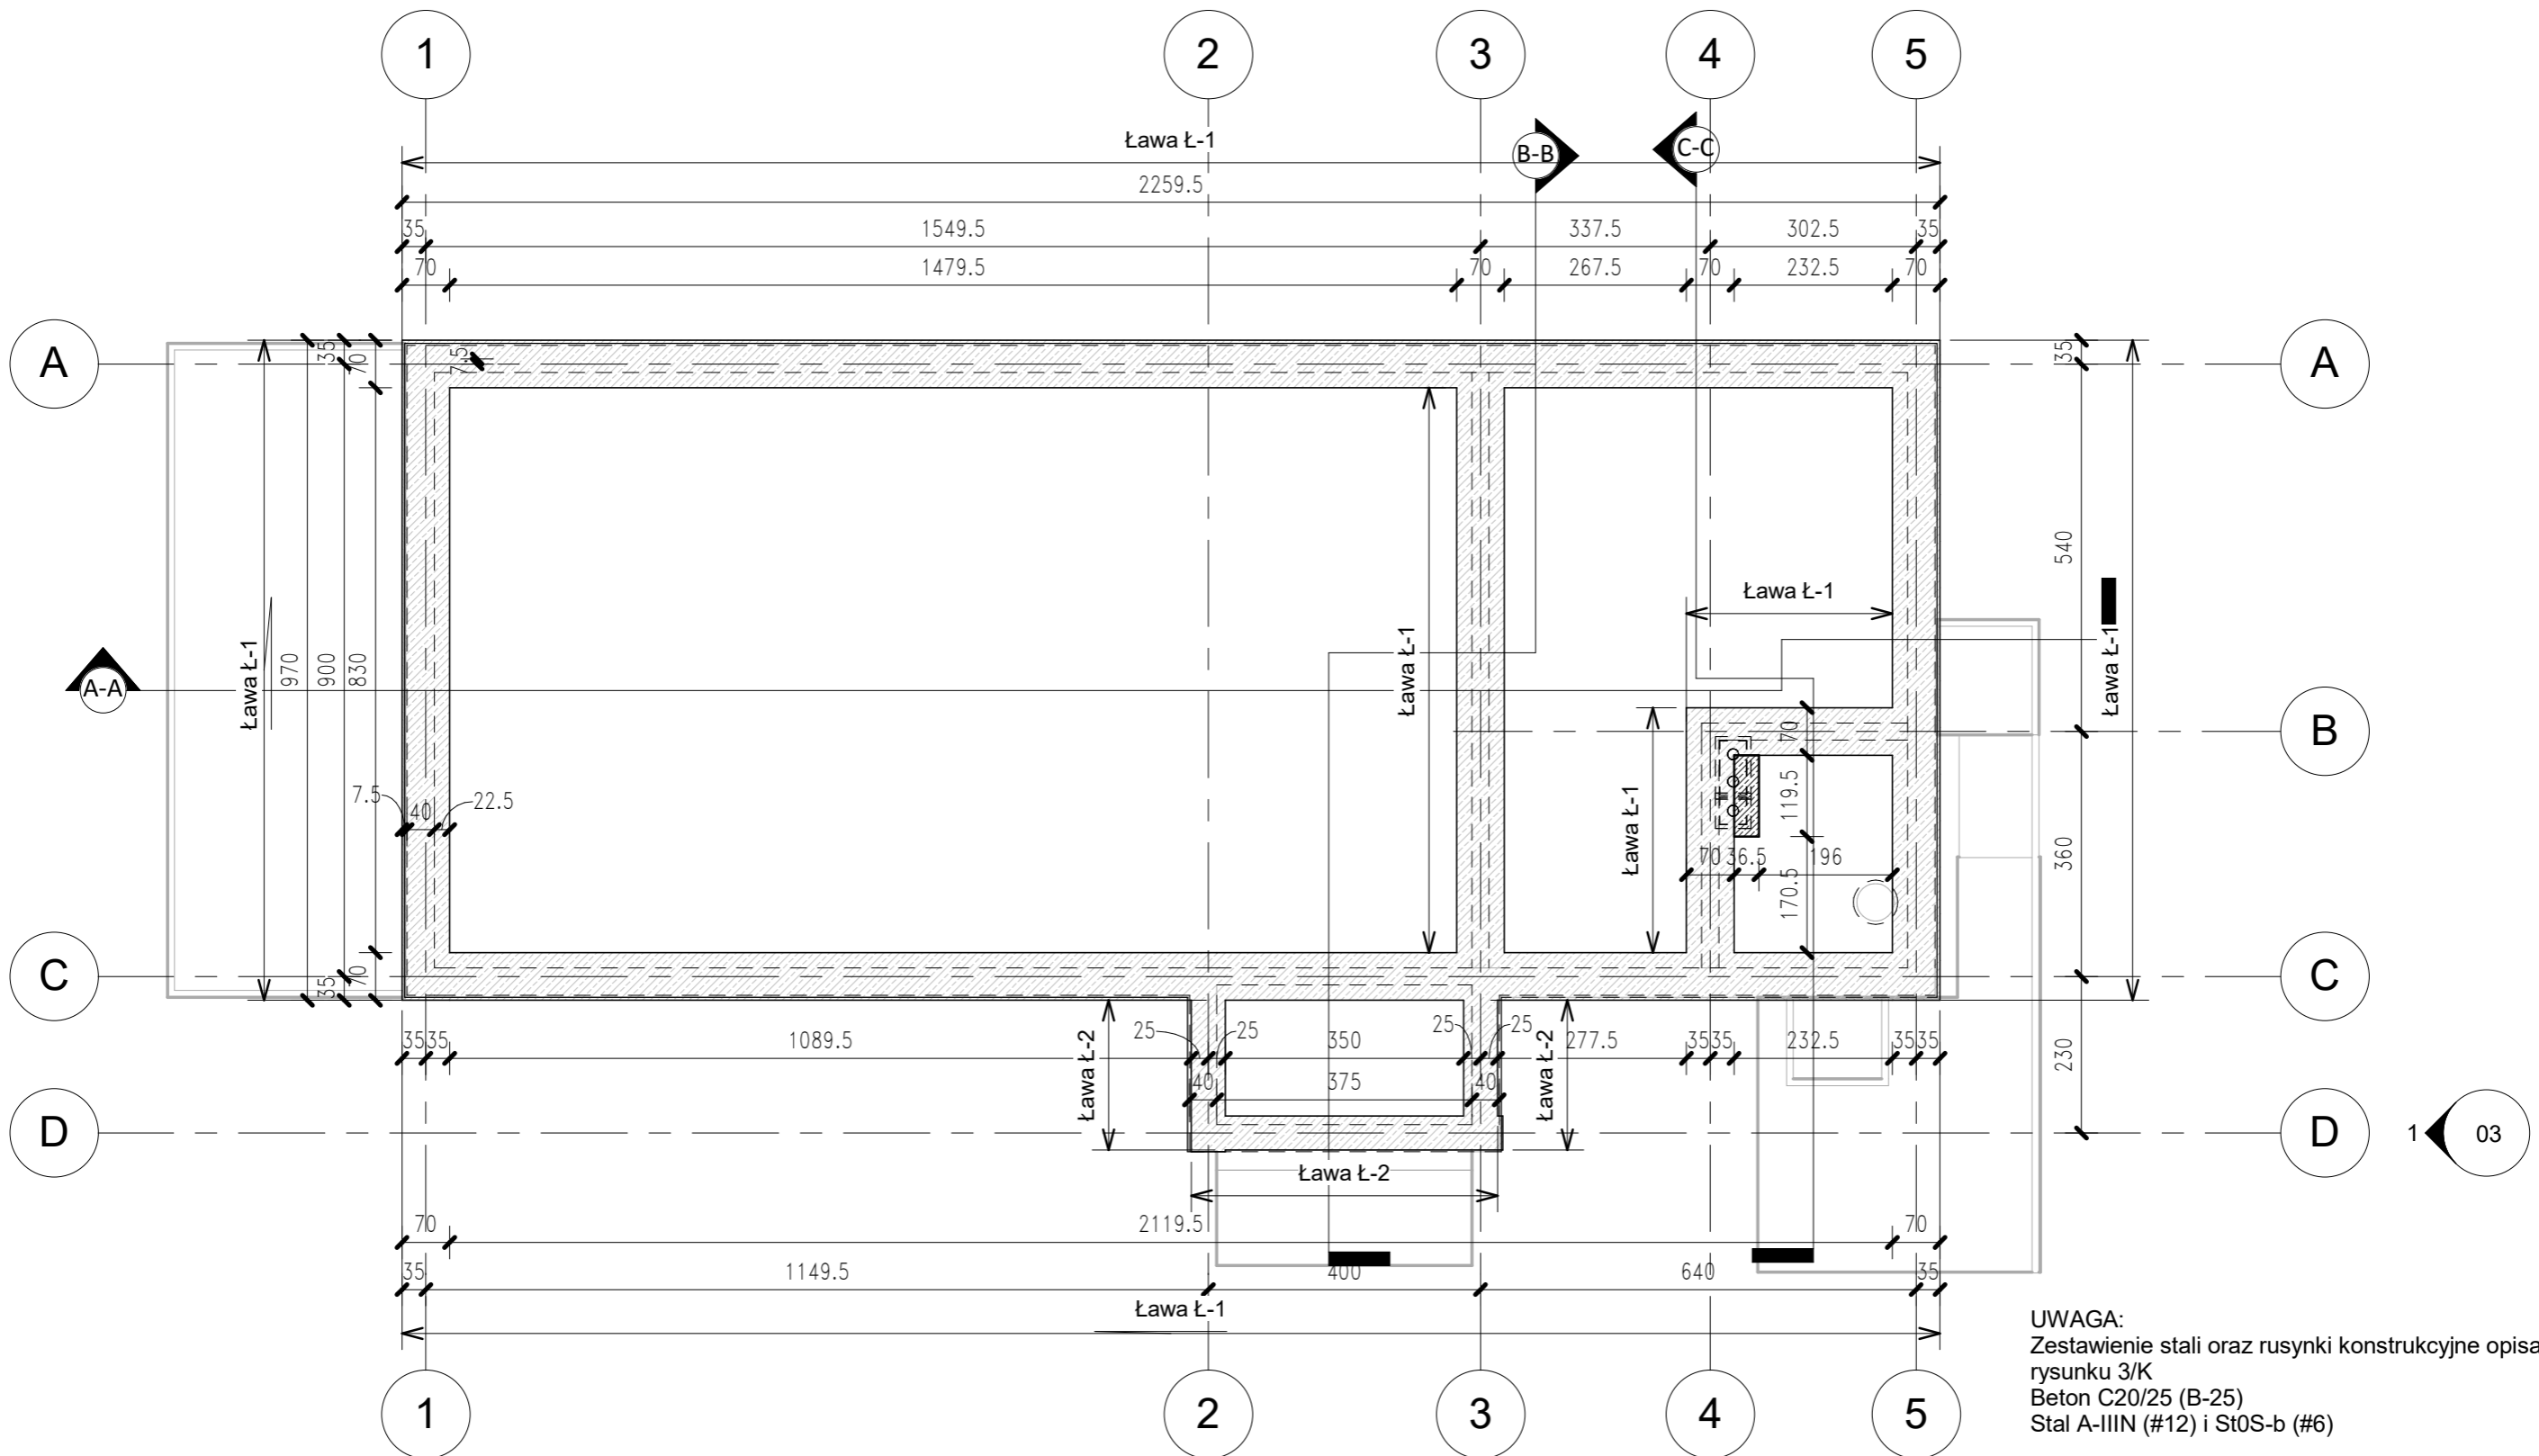 1 2 3 4 5
Ława Ł-1
B-B C-C
2259.5
35 1549.5 337.5 302.5 35
70 1479.5 70 267.5 70 232.5 70
A A
35 70 7.5 35
540
Ława Ł-1
Ława Ł-1 970 900 830 Ława Ł-1 Ława Ł-1
A-A
B
70
7.5 40 22.5 Ława Ł-1 119.5
70 36.5 196 360
170.5
C C
35 70
35 35 1089.5 25 25 350 25 25 277.5 35 35 232.5 35 35
230
Ława Ł-2 40 375 40 Ława Ł-2
D D
1 03
Ława Ł-2
70 2119.5 70
35 1149.5 400 640 35
Ława Ł-1
UWAGA:
Zestawienie stali oraz rusynki konstrukcyjne opisa
rysunku 3/K
Beton C20/25 (B-25)
Stal A-IIIN (#12) i St0S-b (#6)
1 2 3 4 5